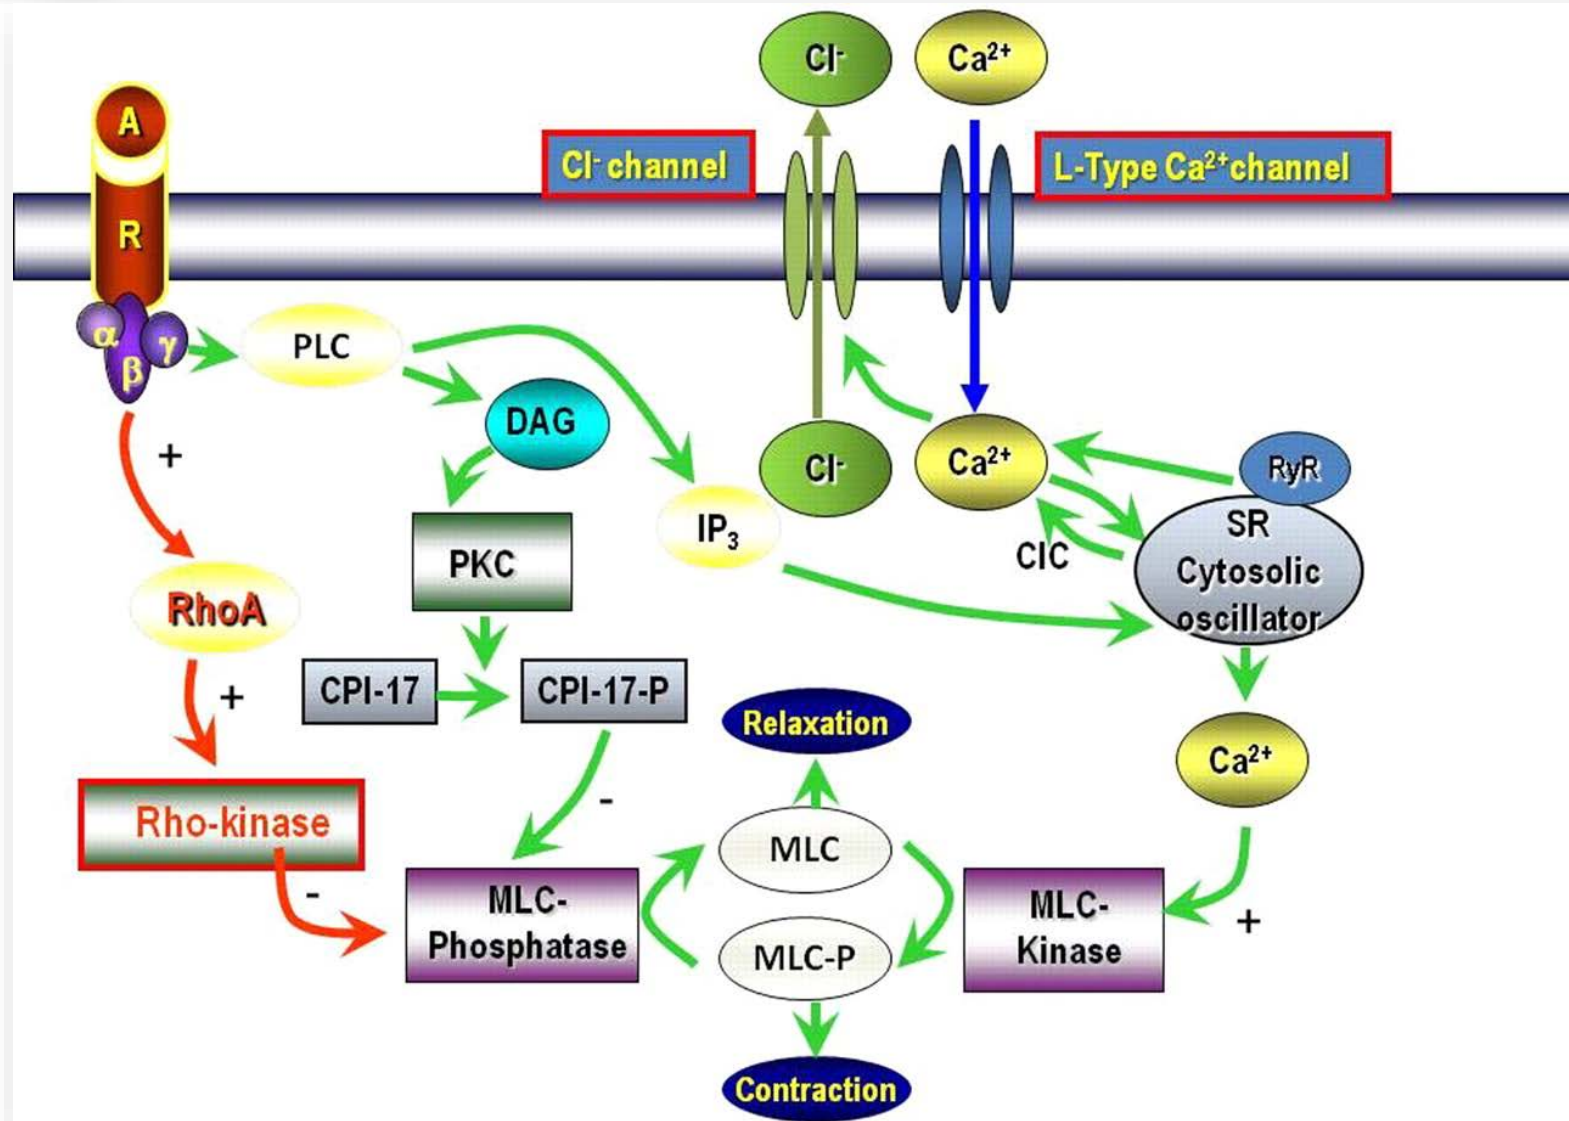 Cl-
Ca2+
A
Cl- channel
L-Type Ca2+channel
R
α
β
γ
PLC
DAG
+
Cl-
Ca2+
RyR
IP3
SR
Cytosolic
oscillator
CIC
PKC
RhoA
+
CPI-17
CPI-17-P
Relaxation
Ca2+
-
Rho-kinase
MLC
-
MLC-
Phosphatase
MLC-P
MLC-
Kinase
+
Contraction